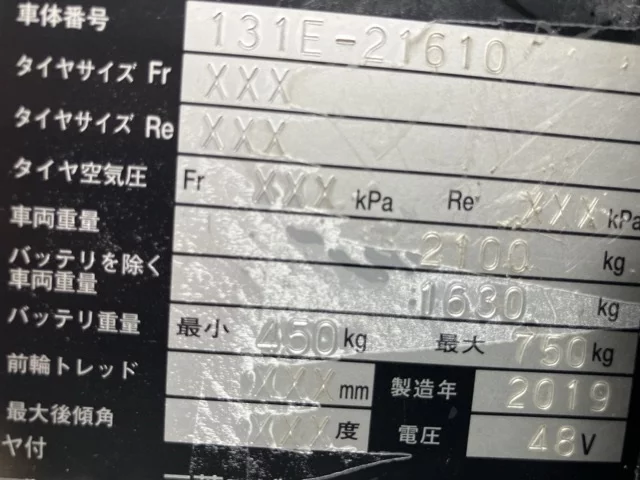 車体番号 131E-21610
タイヤサイズ Fr XXX
タイヤサイズ Re XXX
タイヤ空気圧 Fr XXX kPa Re XXX kPa
車両重量 2100 kg
バッテリを除く
車両重量 1630 kg
バッテリ重量 最小 450 kg 最大 750 kg
前輪トレッド XXX mm 製造年 2019
最大後傾角 XXX 度 電圧 48 V
ヤ付